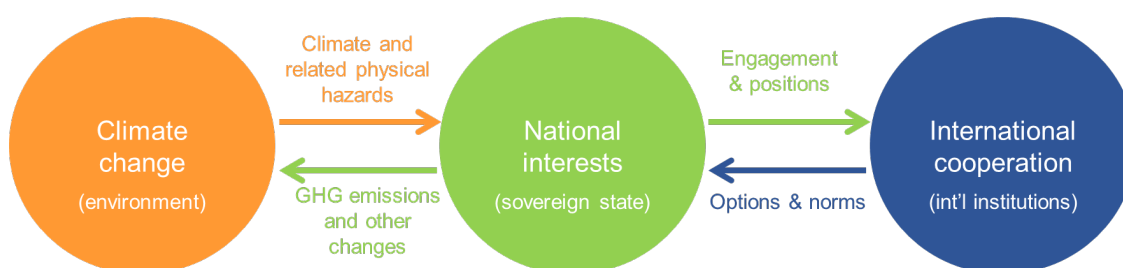 Climate
change
(environment)
Climate and
related physical
hazards
GHG emissions
and other
changes
National
interests
(sovereign state)
Engagement
& positions
Options & norms
International
cooperation
(int'l institutions)